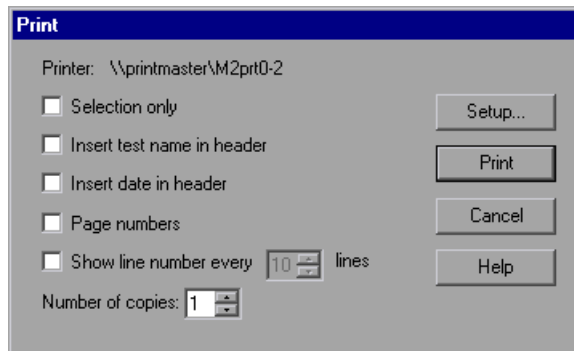 Print
Printer: \\printmaster\M2prt0-2
Selection only
Setup...
Insert test name in header
Print
Insert date in header
Page numbers
Cancel
Show line number every 10 lines
Help
Number of copies: 1